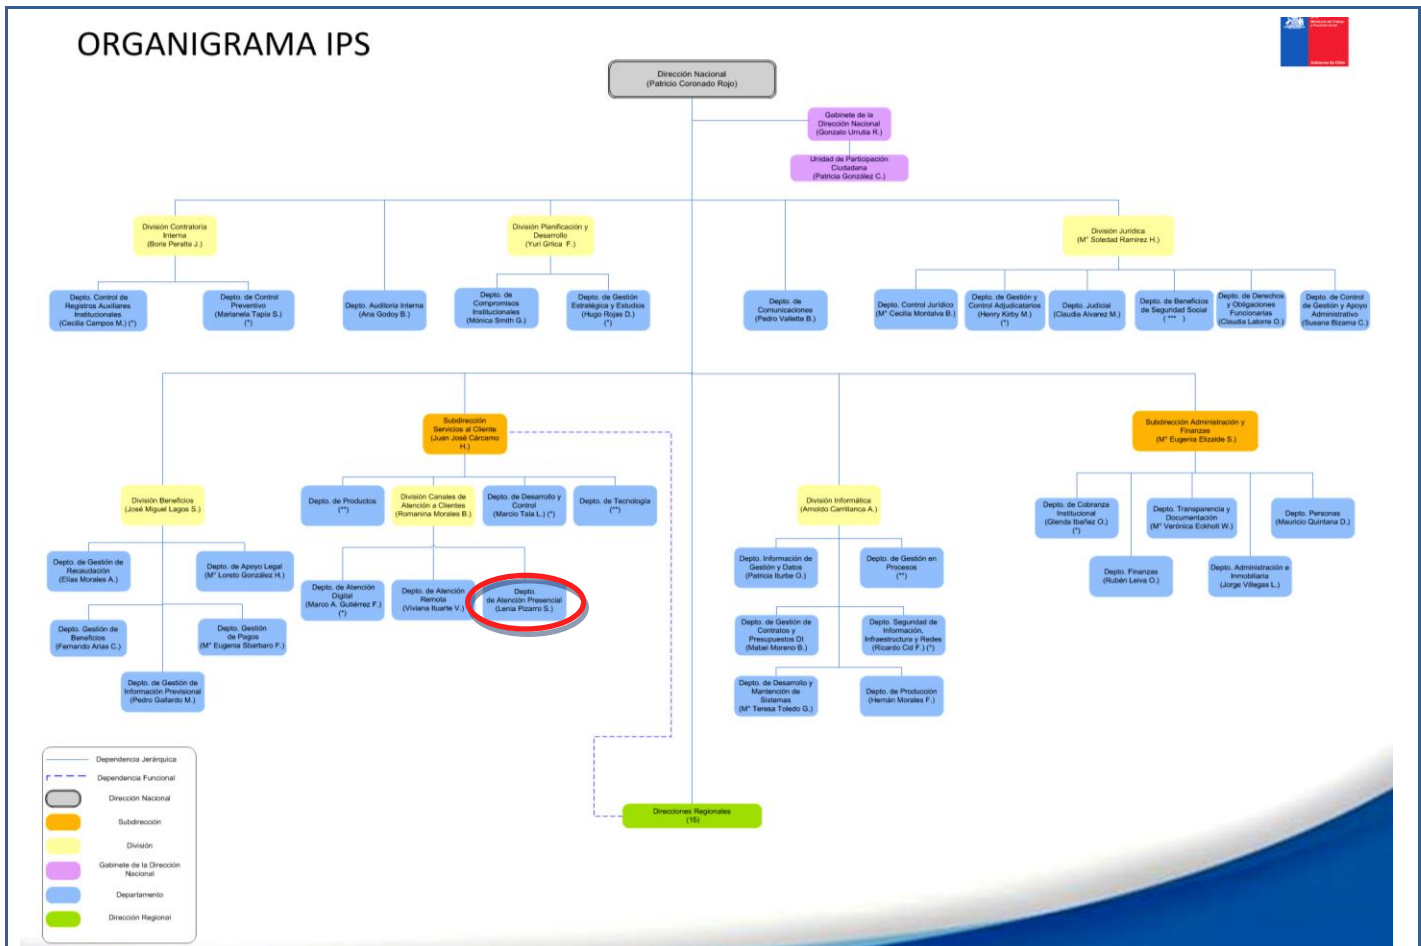 ORGANIGRAMA IPS
Gobierno de Chile
Dirección Nacional
(Patricio Coronado Rojo)
Gabinete de la
Dirección Nacional
(Gonzalo Urrutia R.)
Unidad de Participación
Ciudadana
(Patricia González C.)
División Contraloría
Interna
(Boris Peralta J.)
División Planificación y
Desarrollo
(Yuri Grlica F.)
División Jurídica
(M° Soledad Ramírez H.)
Depto. Control de
Registros Auxiliares
Institucionales
(Cecilia Campos M.) (*)
Depto. de Control
Preventivo
(Marianela Tapia S.)
(*)
Depto. Auditoría Interna
(Ana Godoy B.)
Depto. de
Compromisos
Institucionales
(Mónica Smith G.)
Depto. de Gestión
Estratégica y Estudios
(Hugo Rojas D.)
(*)
Depto. de
Comunicaciones
(Pedro Vallette B.)
Depto. Control Jurídico
(M° Cecilia Montalva B.)
Depto. de Gestión y
Control Adjudicatarios
(Henry Kirby M.)
(*)
Depto. Judicial
(Claudia Alvarez M.)
Depto. de Beneficios
de Seguridad Social
( *** )
Depto. de Derechos
y Obligaciones
Funcionarias
(Claudia Latorre O.)
Depto. de Control
de Gestión y Apoyo
Administrativo
(Susana Bizama C.)
Subdirección
Servicios al Cliente
(Juan José Cárcamo
H.)
Subdirección Administración y
Finanzas
(M° Eugenia Elizalde S.)
División Beneficios
(José Miguel Lagos S.)
Depto. de Productos
(**)
División Canales de
Atención a Clientes
(Romanina Morales B.)
Depto. de Desarrollo y
Control
(Marcio Tala L.) (*)
Depto. de Tecnología
(**)
División Informática
(Arnoldo Carrillanca A.)
Depto. de Cobranza
Institucional
(Glenda Ibañez O.)
(*)
Depto. Transparencia y
Documentación
(M° Verónica Eckholt W.)
Depto. Personas
(Mauricio Quintana D.)
Depto. Finanzas
(Rubén Leiva O.)
Depto. Administración e
Inmobiliaria
(Jorge Villegas L.)
Depto. de Gestión de
Recaudación
(Elías Morales A.)
Depto. de Apoyo Legal
(M° Loreto González H.)
Depto. de Atención
Digital
(Marco A. Gutiérrez F.)
(*)
Depto. de Atención
Remota
(Viviana Ituarte V.)
Depto.
de Atención Presencial
(Lenia Pizarro S.)
Depto. Información de
Gestión y Datos
(Patricia Iturbe O.)
Depto. de Gestión en
Procesos
(**)
Depto. Gestión de
Beneficios
(Fernando Arias C.)
Depto. Gestión
de Pagos
(M° Eugenia Sbarbaro F.)
Depto. de Gestión de
Contratos y
Presupuestos DI
(Mabel Moreno B.)
Depto. Seguridad de
Información,
Infraestructura y Redes
(Ricardo Cid F.) (*)
Depto. de Gestión de
Información Previsional
(Pedro Gallardo M.)
Depto. de Desarrollo y
Mantención de
Sistemas
(M° Teresa Toledo G.)
Depto. de Producción
(Hernán Morales F.)
Direcciones Regionales
(15)
Dependencia Jerárquica
Dependencia Funcional
Dirección Nacional
Subdirección
División
Gabinete de la Dirección
Nacional
Departamento
Dirección Regional